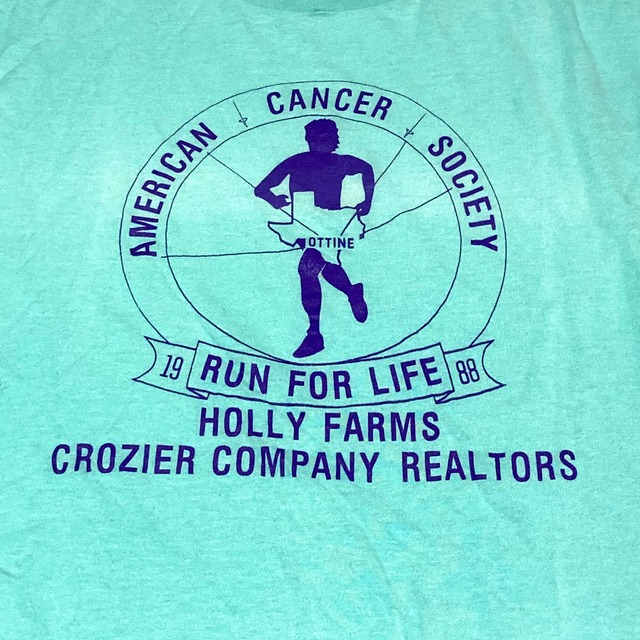 AMERICAN CANCER SOCIETY
OTTINE
19 RUN FOR LIFE 88
HOLLY FARMS
CROZIER COMPANY REALTORS